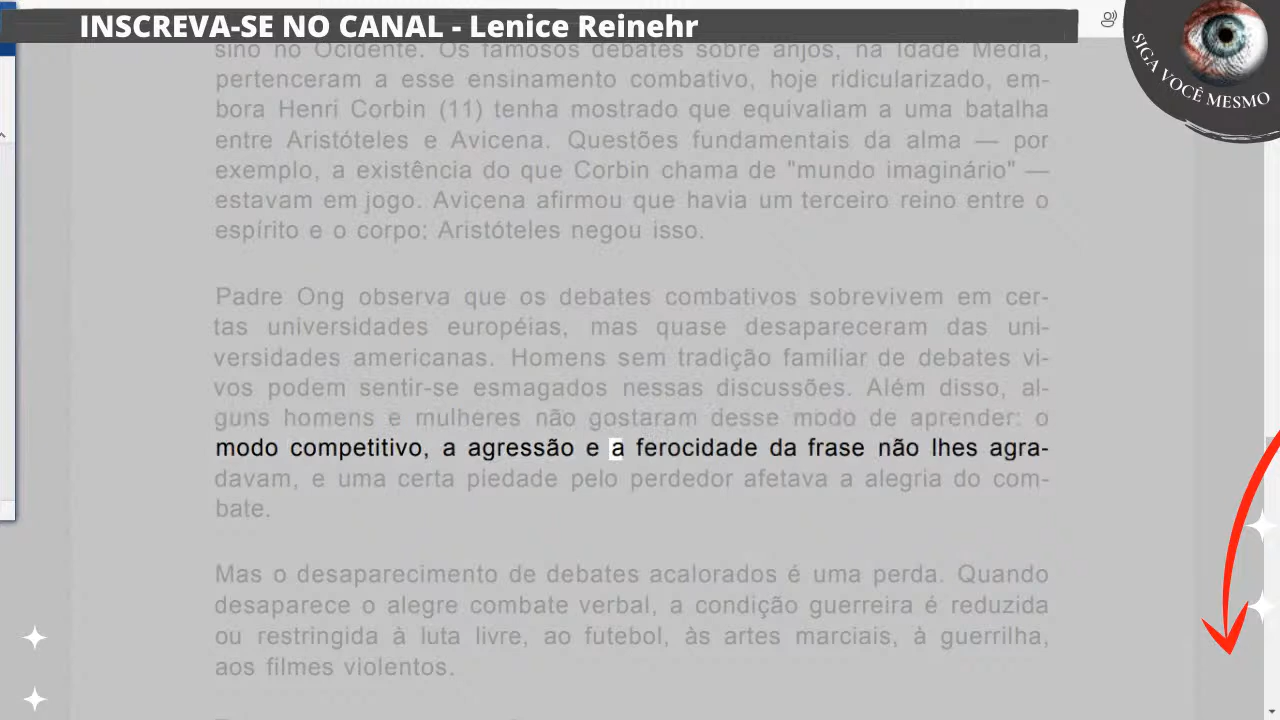 INSCREVA-SE NO CANAL - Lenice Reinehr
SIGA VOCÊ MESMO
sino no Ocidente. Os famosos debates sobre anjos, na Idade Média,
pertenceram a esse ensinamento combativo, hoje ridicularizado, em-
bora Henri Corbin (11) tenha mostrado que equivaliam a uma batalha
entre Aristóteles e Avicena. Questões fundamentais da alma — por
exemplo, a existência do que Corbin chama de "mundo imaginário" —
estavam em jogo. Avicena afirmou que havia um terceiro reino entre o
espírito e o corpo; Aristóteles negou isso.
Padre Ong observa que os debates combativos sobrevivem em cer-
tas universidades européias, mas quase desapareceram das uni-
versidades americanas. Homens sem tradição familiar de debates vi-
vos podem sentir-se esmagados nessas discussões. Além disso, al-
guns homens e mulheres não gostaram desse modo de aprender: o
modo competitivo, a agressão e a ferocidade da frase não lhes agra-
davam, e uma certa piedade pelo perdedor afetava a alegria do com-
bate.
Mas o desaparecimento de debates acalorados é uma perda. Quando
desaparece o alegre combate verbal, a condição guerreira é reduzida
ou restringida à luta livre, ao futebol, às artes marciais, à guerrilha,
aos filmes violentos.